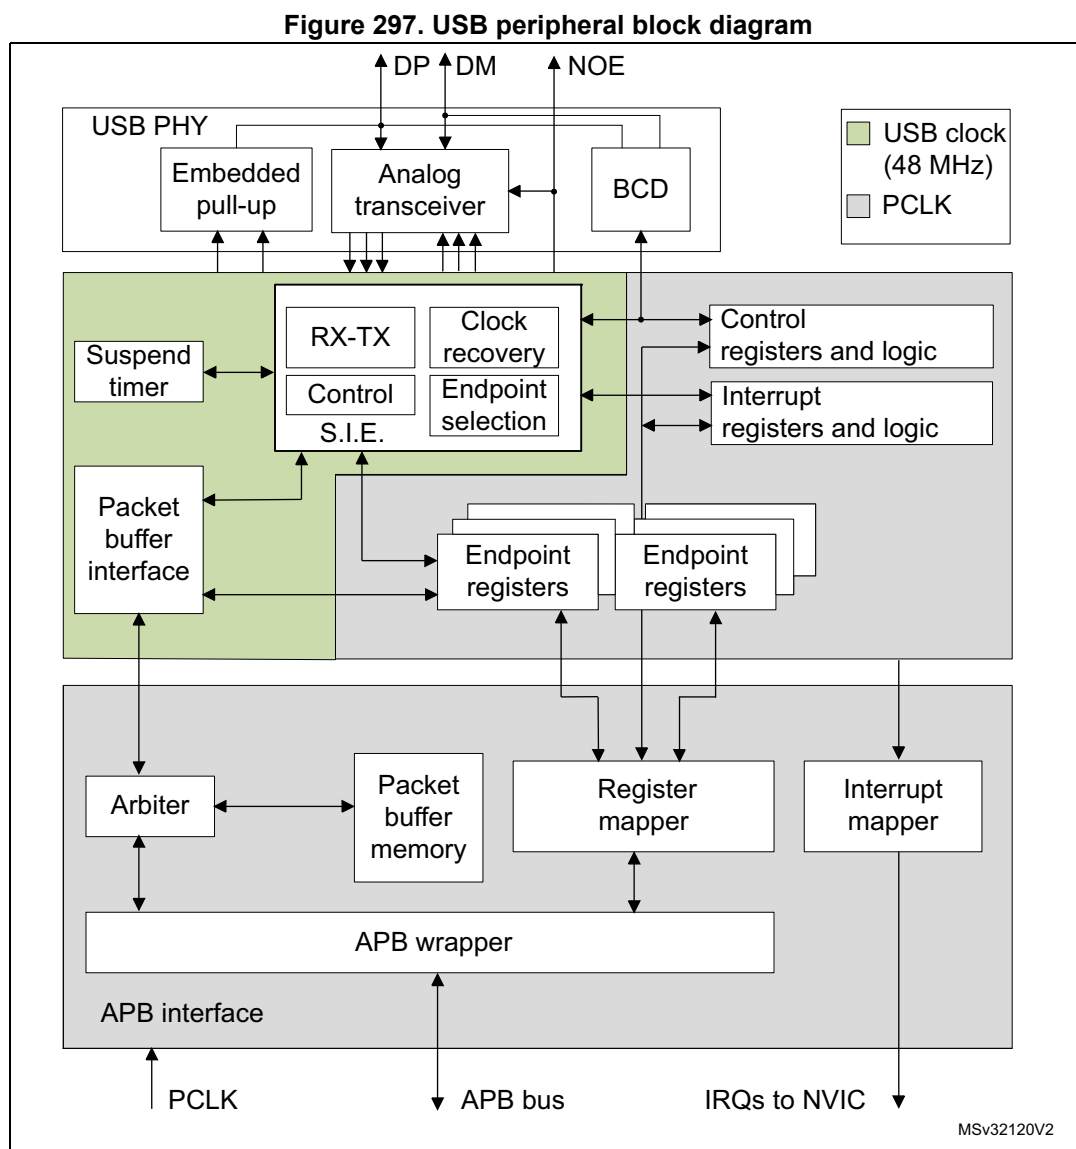 Figure 297. USB peripheral block diagram
DP
DM
NOE
USB PHY
Embedded
pull-up
Analog
transceiver
BCD
USB clock
(48 MHz)
PCLK
Suspend
timer
RX-TX
Clock
recovery
Control
Endpoint
selection
S.I.E.
Control
registers and logic
Interrupt
registers and logic
Packet
buffer
interface
Endpoint
registers
Endpoint
registers
Arbiter
Packet
buffer
memory
Register
mapper
Interrupt
mapper
APB wrapper
APB interface
PCLK
APB bus
IRQs to NVIC
MSv32120V2